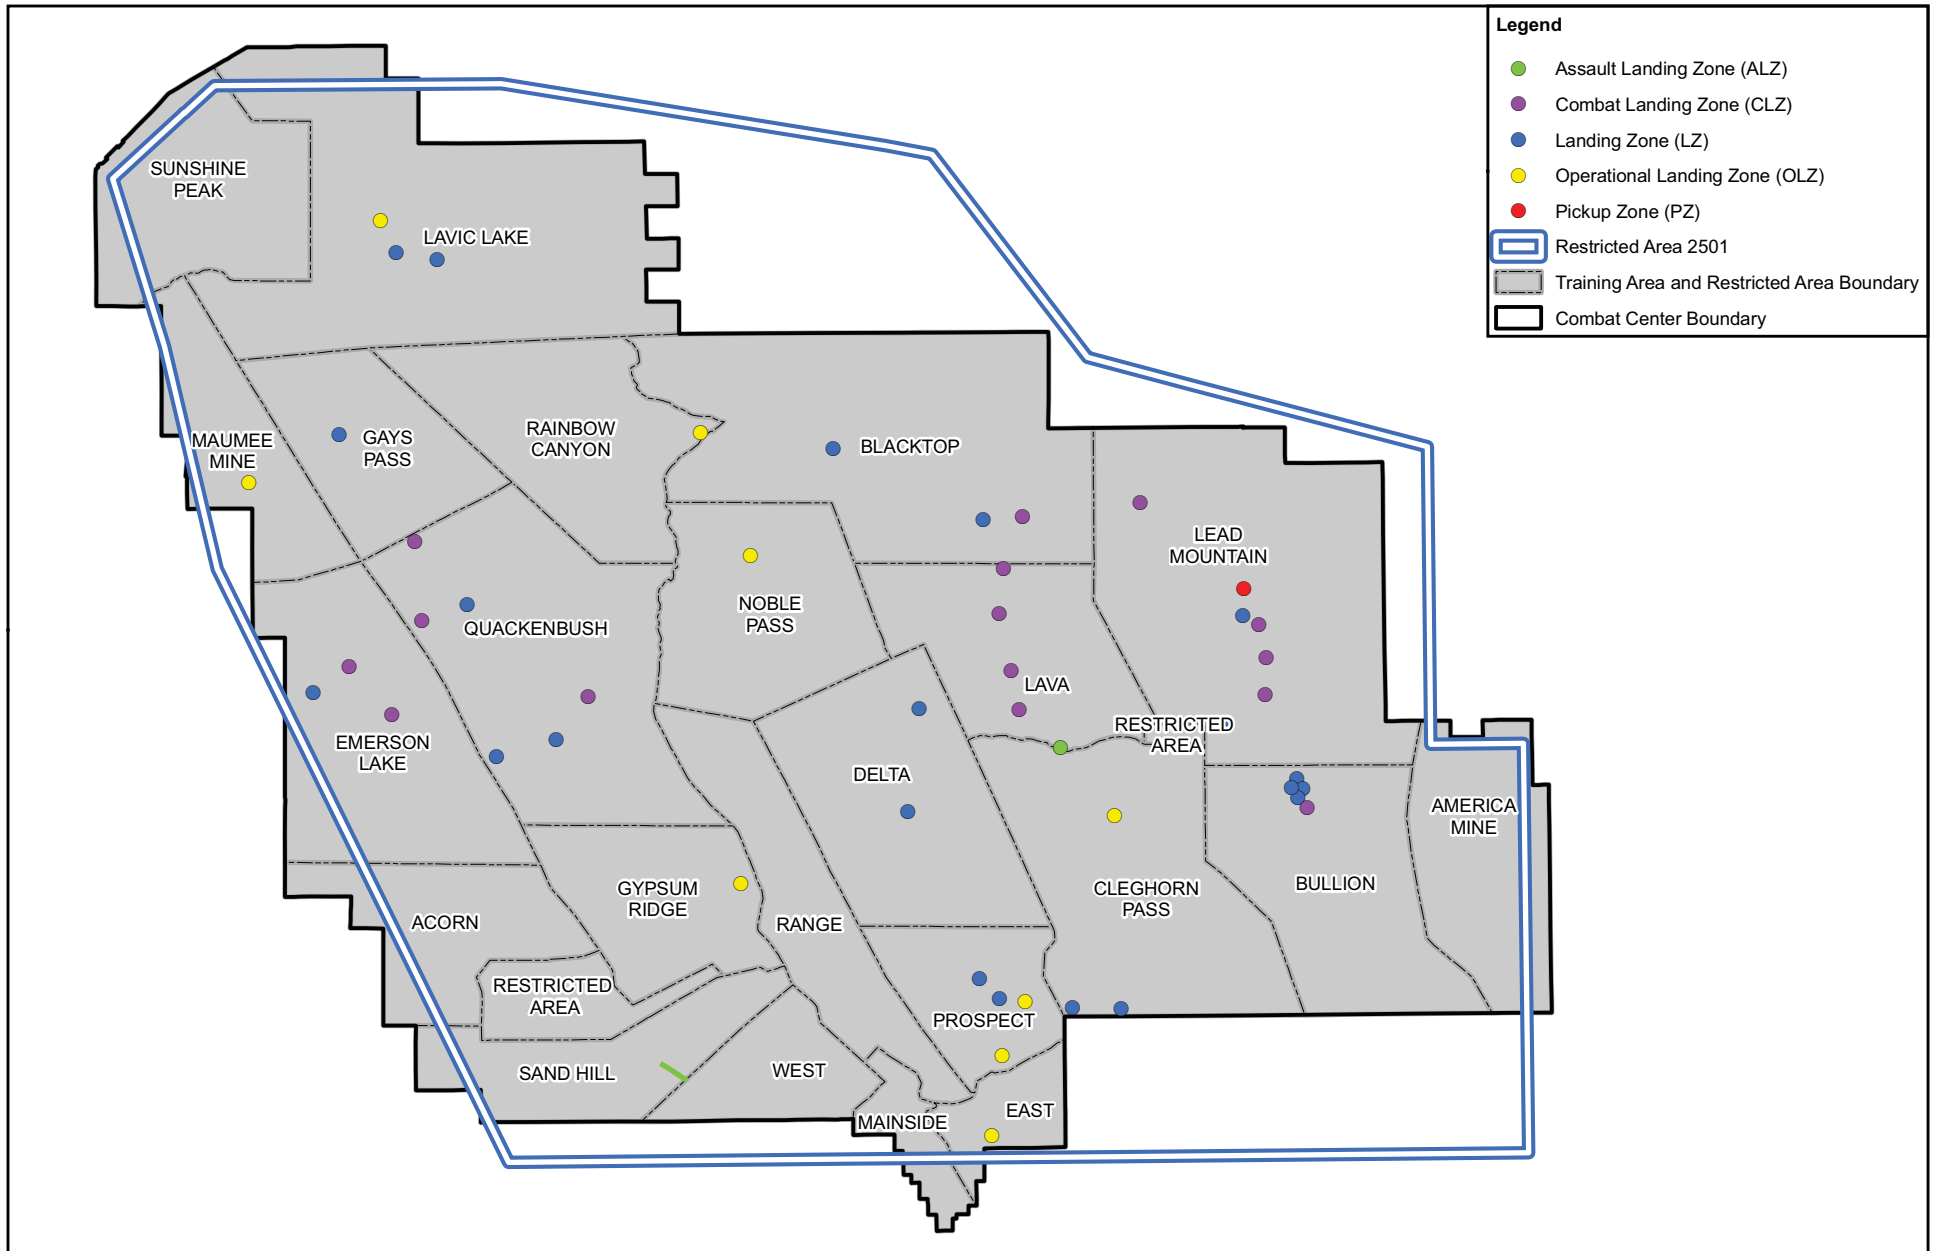 Legend
Assault Landing Zone (ALZ)
Combat Landing Zone (CLZ)
Landing Zone (LZ)
Operational Landing Zone (OLZ)
Pickup Zone (PZ)
Restricted Area 2501
Training Area and Restricted Area Boundary
Combat Center Boundary
SUNSHINE
PEAK
LAVIC LAKE
MAUMEE
MINE
GAYS
PASS
RAINBOW
CANYON
BLACKTOP
LEAD
MOUNTAIN
QUACKENBUSH
NOBLE
PASS
LAVA
EMERSON
LAKE
RESTRICTED
AREA
DELTA
AMERICA
MINE
GYPSUM
RIDGE
CLEGHORN
PASS
BULLION
ACORN
RANGE
RESTRICTED
AREA
PROSPECT
SAND HILL
WEST
MAINSIDE
EAST